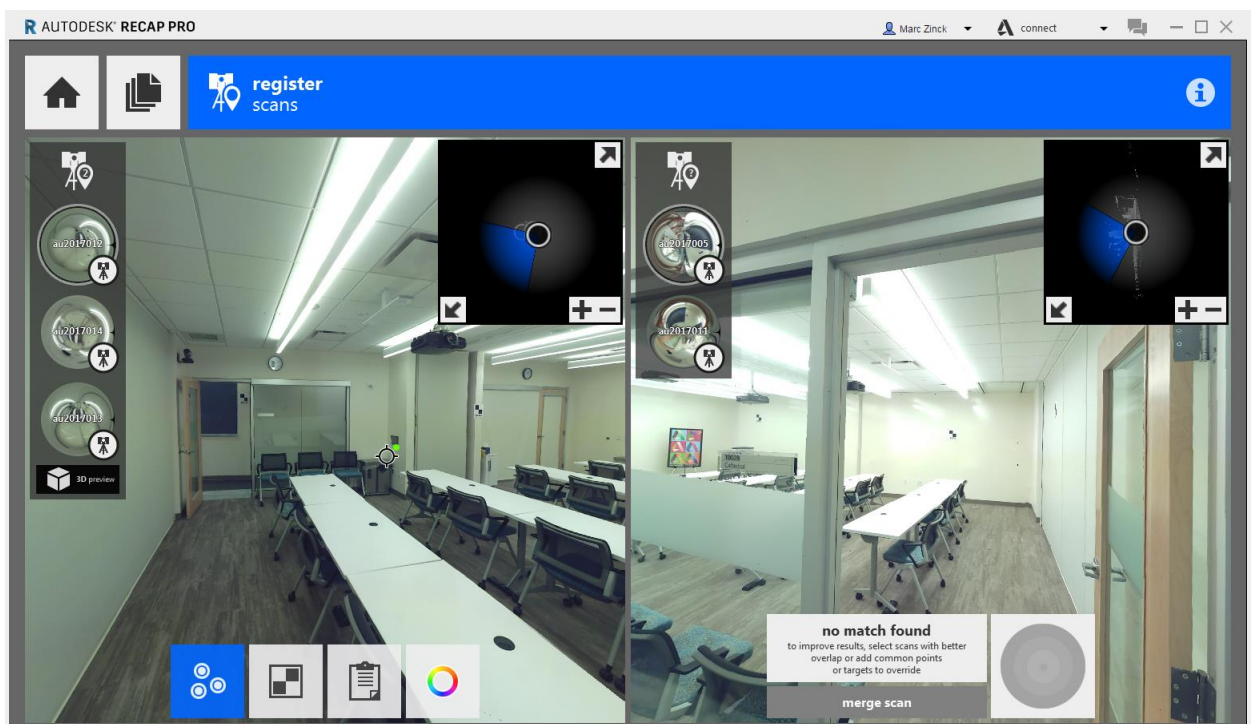 AUTODESK® RECAP PRO
Marc Zinck
connect
register
scans
au2017012
au2017014
au2017013
3D preview
au2017005
au2017011
no match found
to improve results, select scans with better
overlap or add common points
or targets to override
merge scan